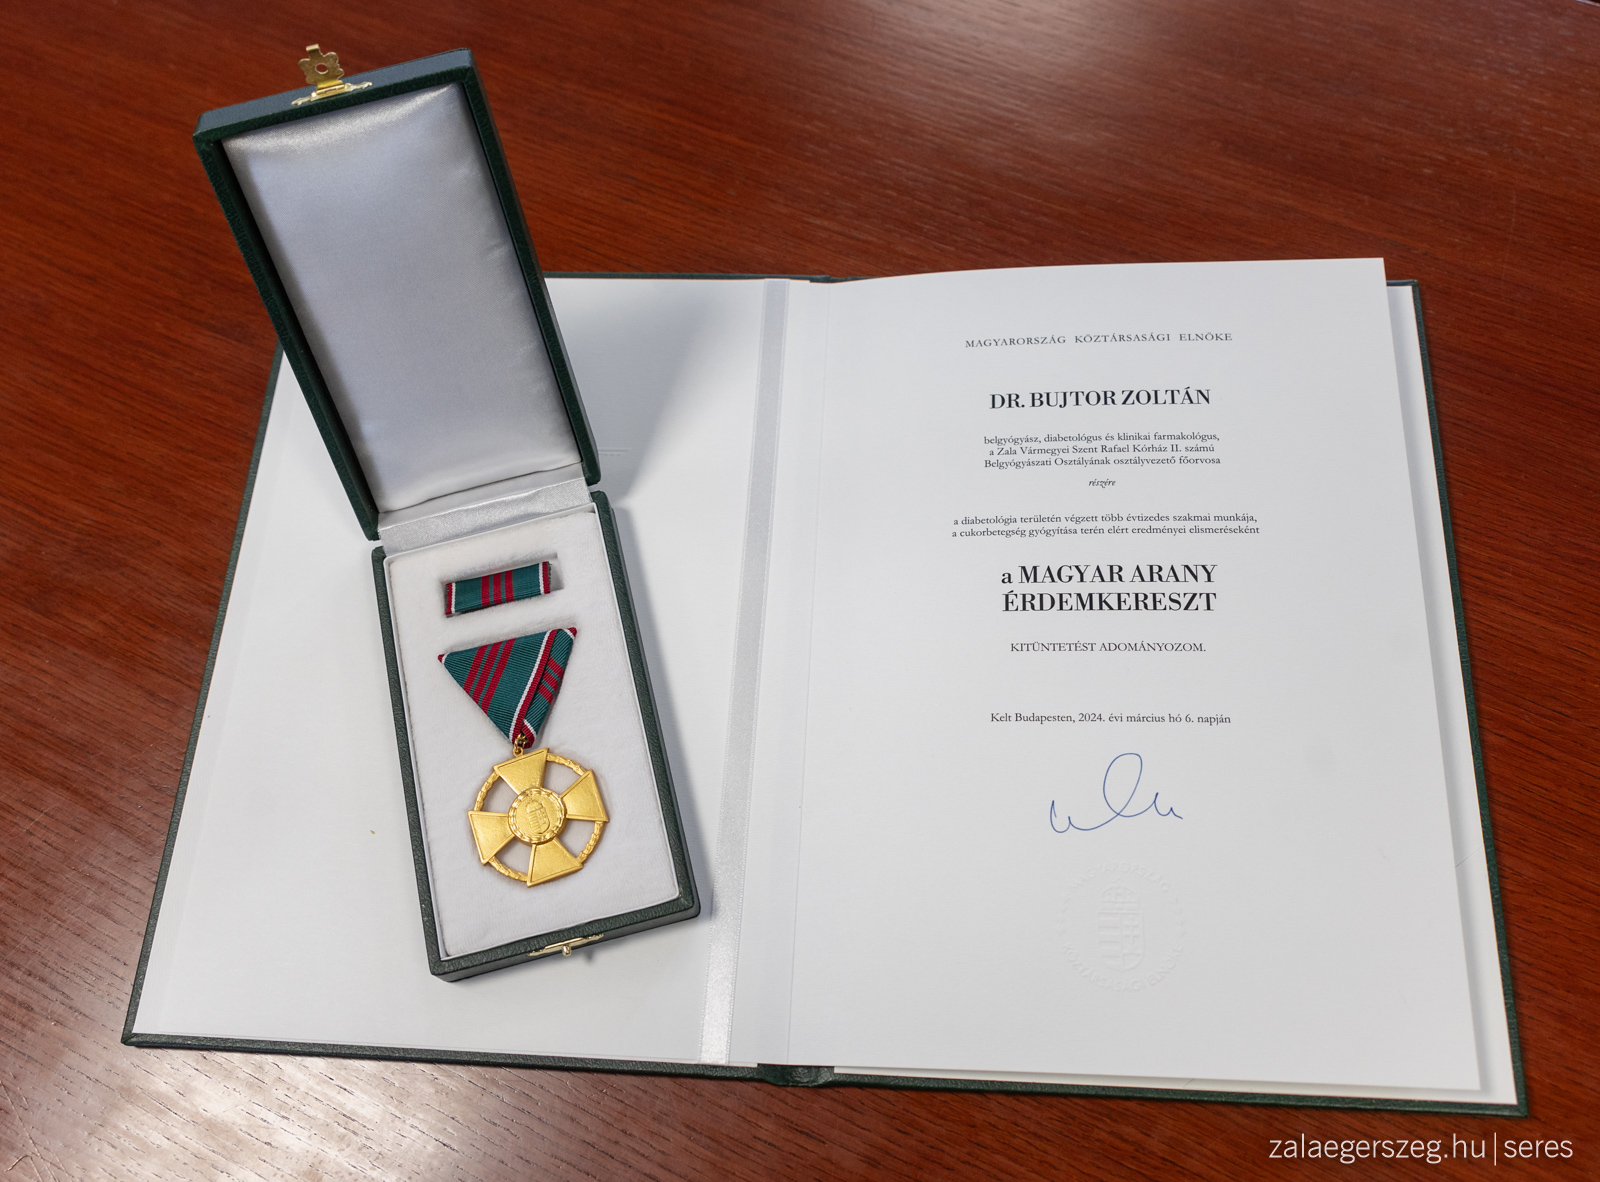 MAGYARORSZÁG KÖZTÁRSASÁGI ELNÖKE
DR. BUJTOR ZOLTÁN
belgyógyász, diabetológus és klinikai farmakológus,
a Zala Vármegyei Szent Rafael Kórház II. számú
Belgyógyászati Osztályának osztályvezető főorvosa
részére
a diabetológia területén végzett több évtizedes szakmai munkája,
a cukorbetegség gyógyítása terén elért eredményei elismeréseként
a MAGYAR ARANY
ÉRDEMKERESZT
KITÜNTETÉST ADOMÁNYOZOM.
Kelt Budapesten, 2024. évi március hó 6. napján
zalaegerszeg.hu|seres